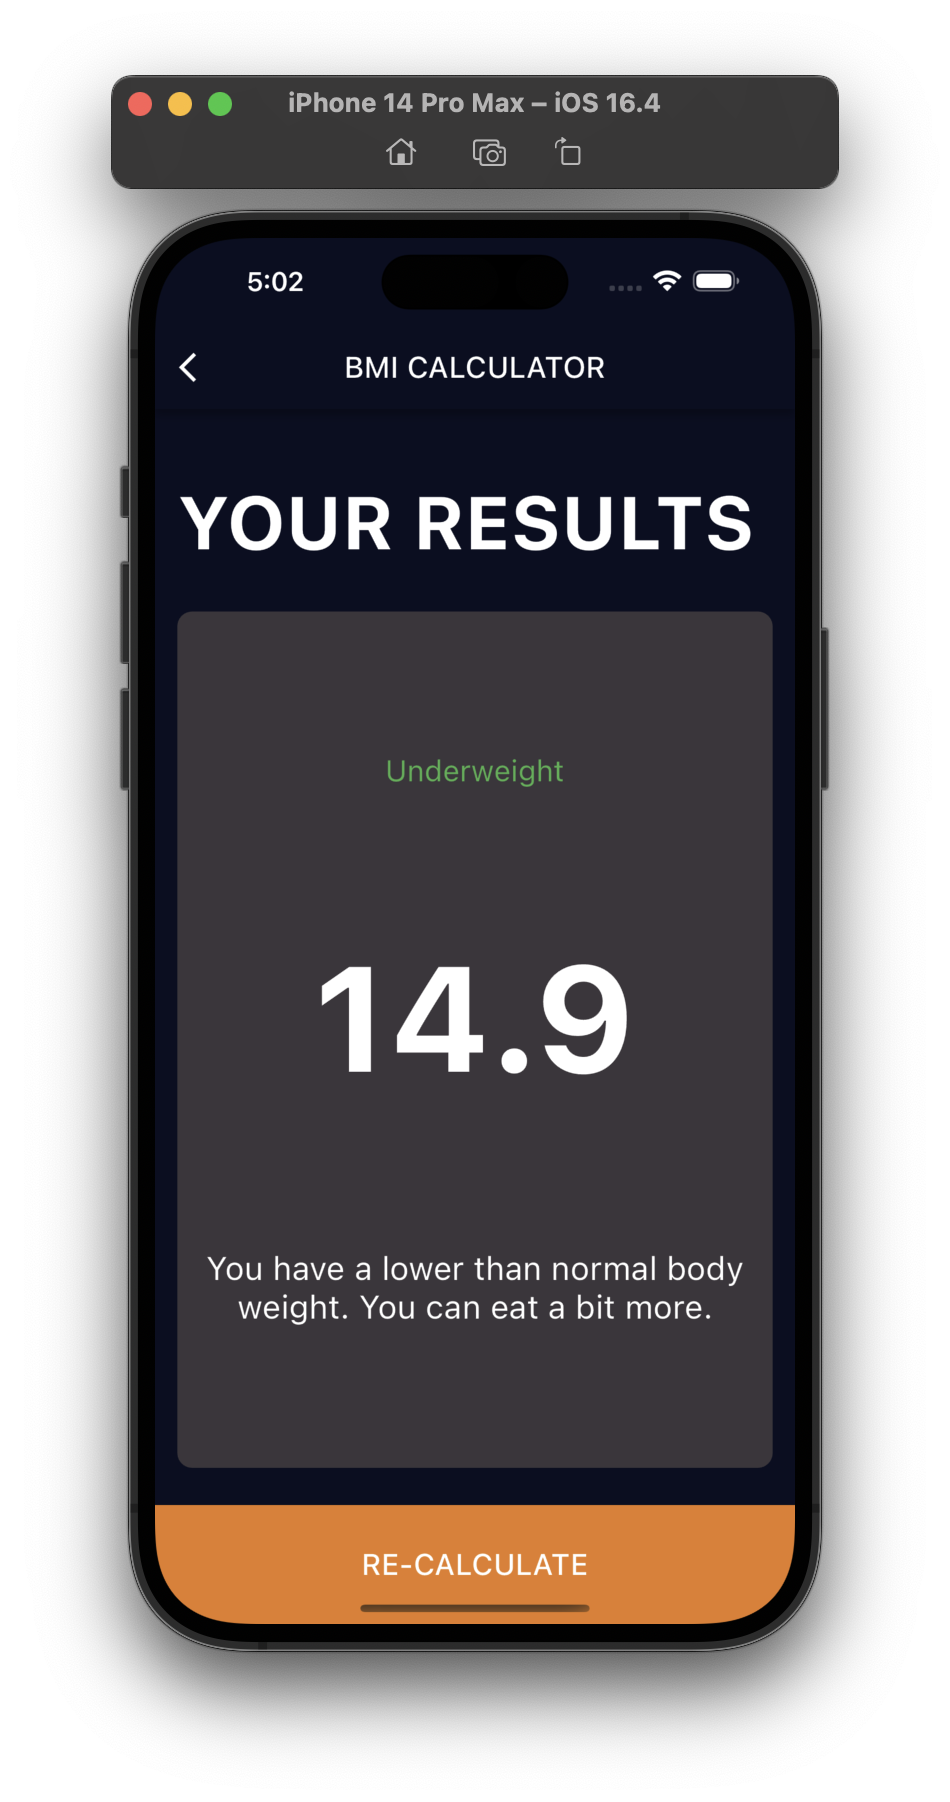 iPhone 14 Pro Max – iOS 16.4
5:02
BMI CALCULATOR
YOUR RESULTS
Underweight
14.9
You have a lower than normal body
weight. You can eat a bit more.
RE-CALCULATE